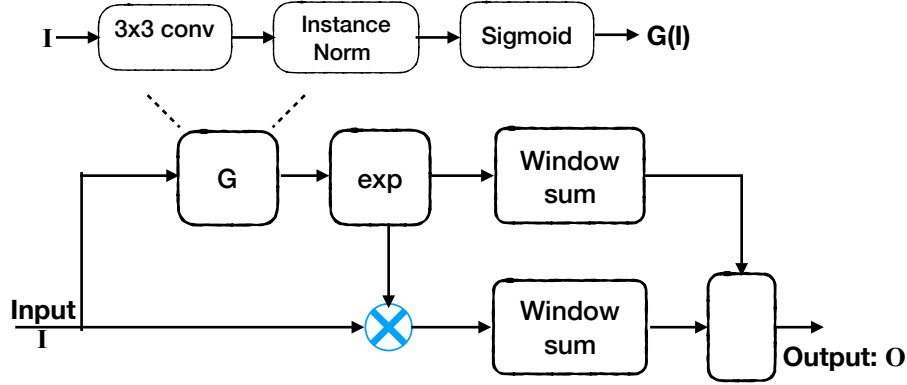 I
3x3 conv
Instance
Norm
Sigmoid
G(I)
G
exp
Window
sum
Input
I
Window
sum
Output: O